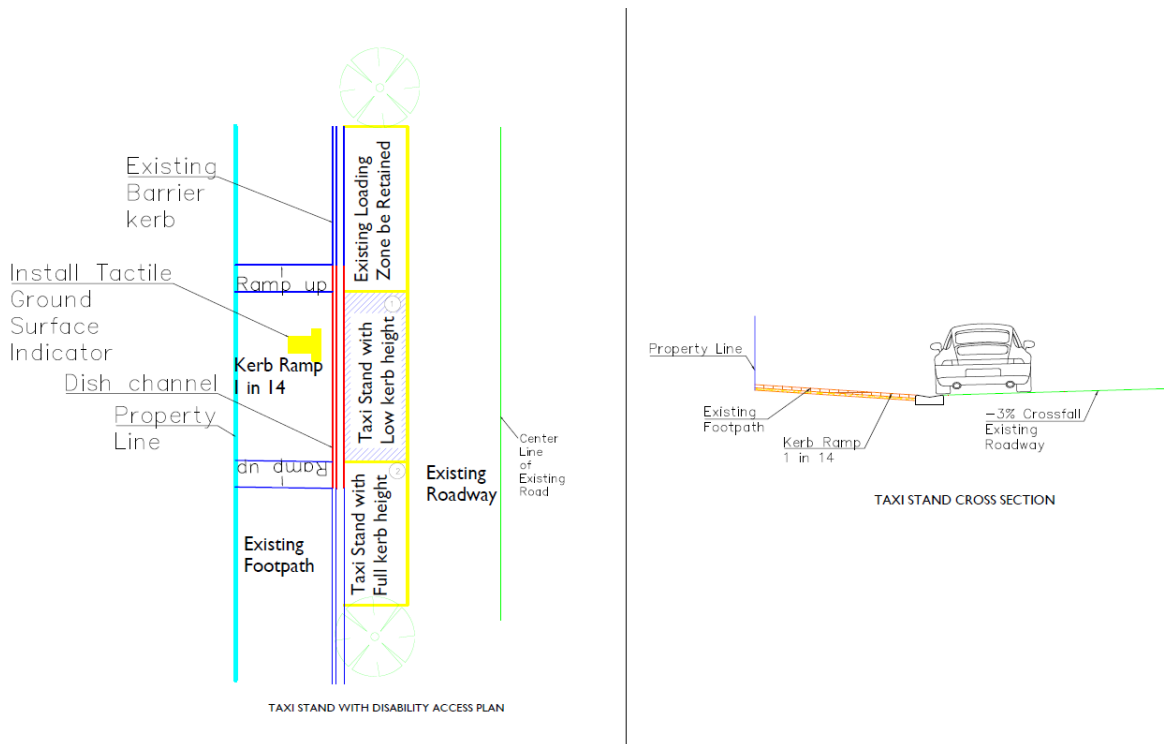 Existing
Barrier
kerb
Existing Loading
Zone be Retained
Install Tactile
Ground
Surface
Indicator
Ramp up
1
Taxi Stand with
Low kerb height
Kerb Ramp
1 in 14
Dish channel
Property
Line
Ramp up
2
Taxi Stand with
Full kerb height
Existing
Roadway
Center
Line
of
Existing
Road
Existing
Footpath
TAXI STAND WITH DISABILITY ACCESS PLAN
Property Line
Existing
Footpath
Kerb Ramp
1 in 14
-3% Crossfall
Existing
Roadway
TAXI STAND CROSS SECTION